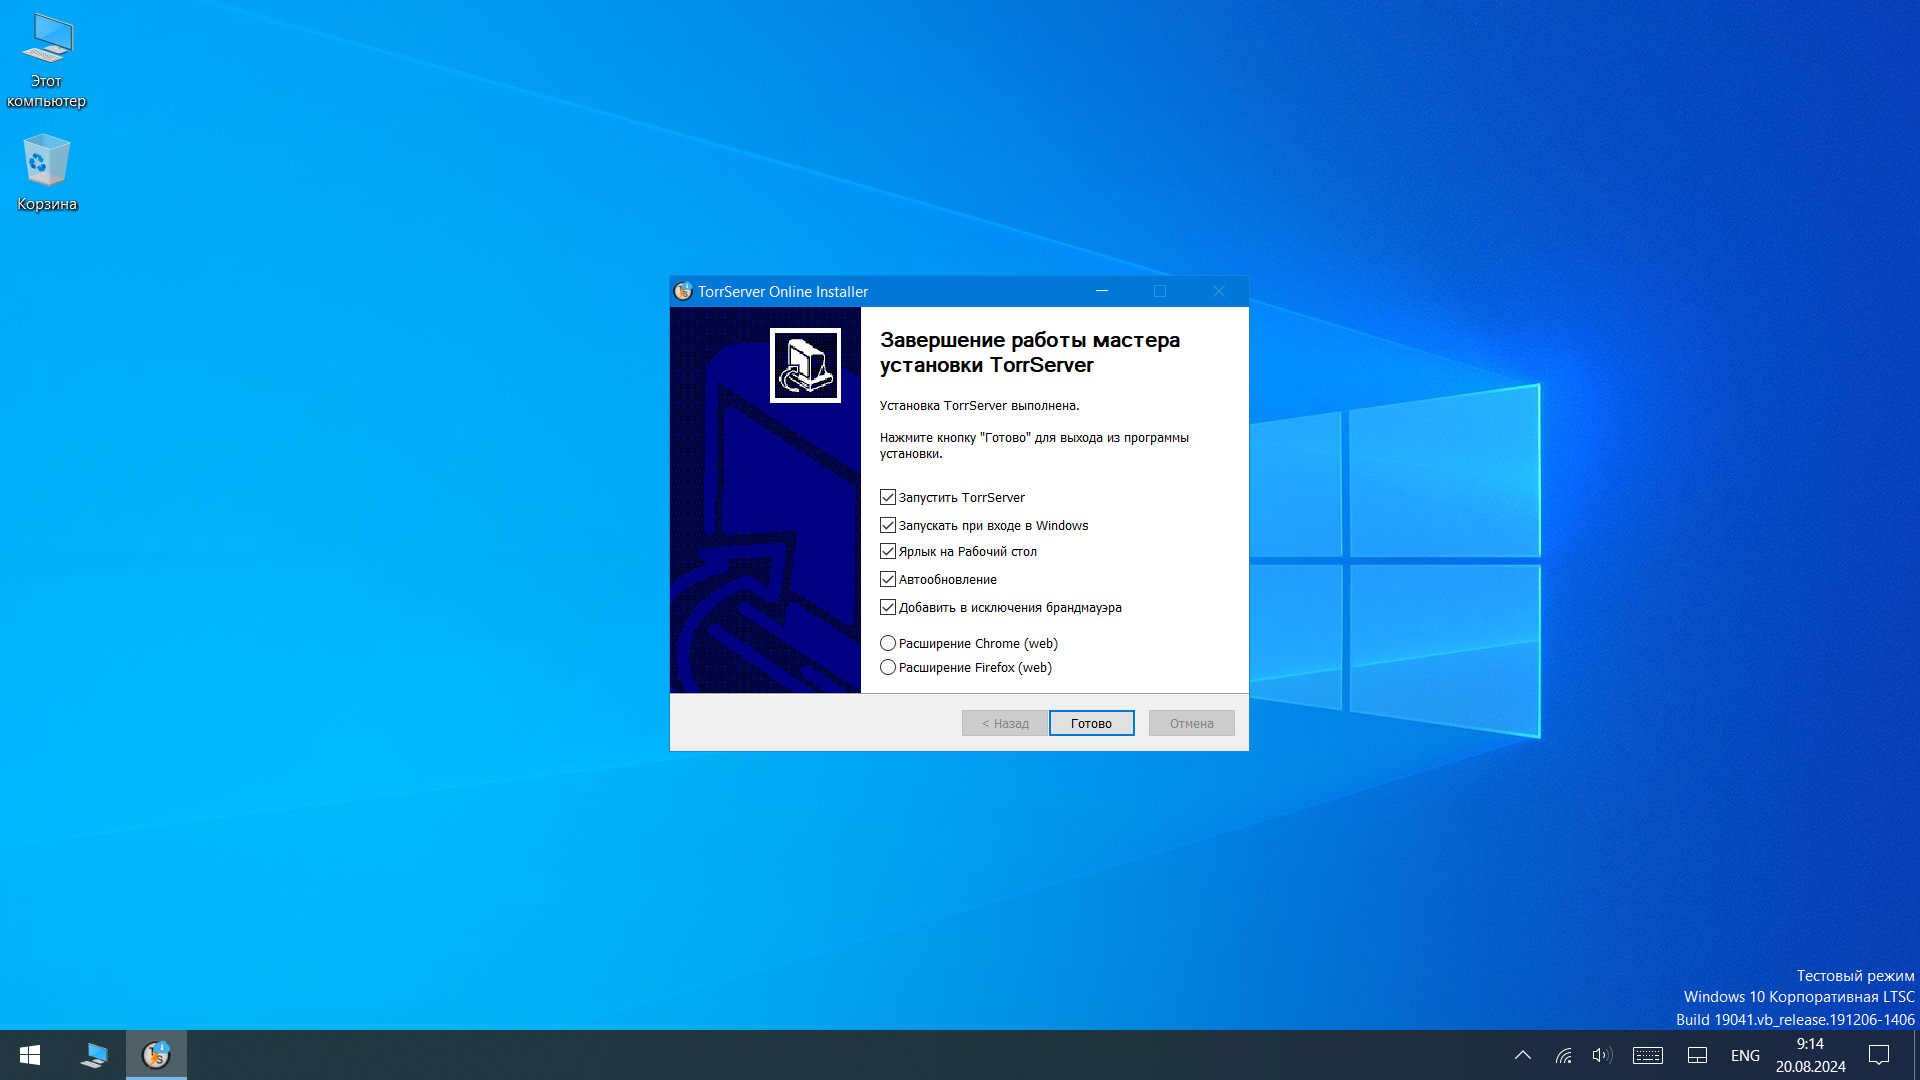 Этот
компьютер
Корзина
TorrServer Online Installer
Завершение работы мастера
установки TorrServer
Установка TorrServer выполнена.
Нажмите кнопку "Готово" для выхода из программы
установки.
Запустить TorrServer
Запускать при входе в Windows
Ярлык на Рабочий стол
Автообновление
Добавить в исключения брандмауэра
Расширение Chrome (web)
Расширение Firefox (web)
< Назад
Готово
Отмена
Тестовый режим
Windows 10 Корпоративная LTSC
Build 19041.vb_release.191206-1406
ENG
9:14
20.08.2024